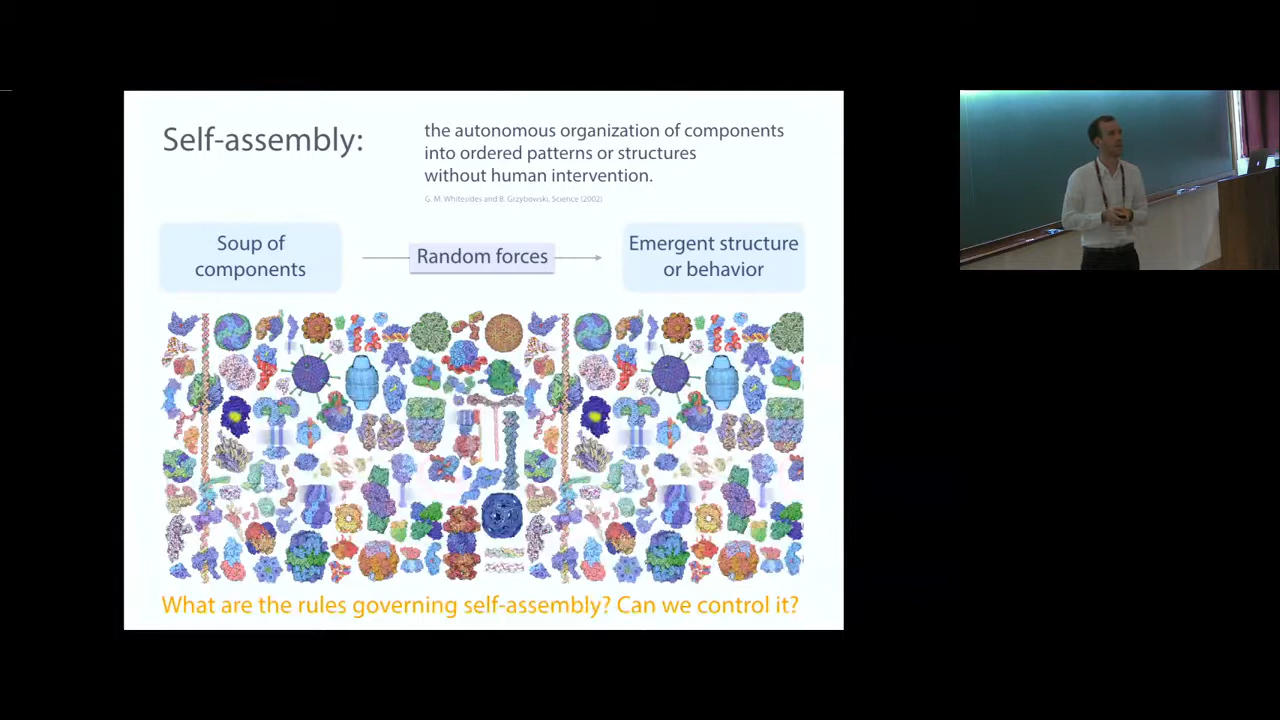 Self-assembly:
the autonomous organization of components
into ordered patterns or structures
without human intervention.
G. M. Whitesides and B. Grzybowski, Science (2002)
Soup of
components
Random forces
Emergent structure
or behavior
What are the rules governing self-assembly? Can we control it?